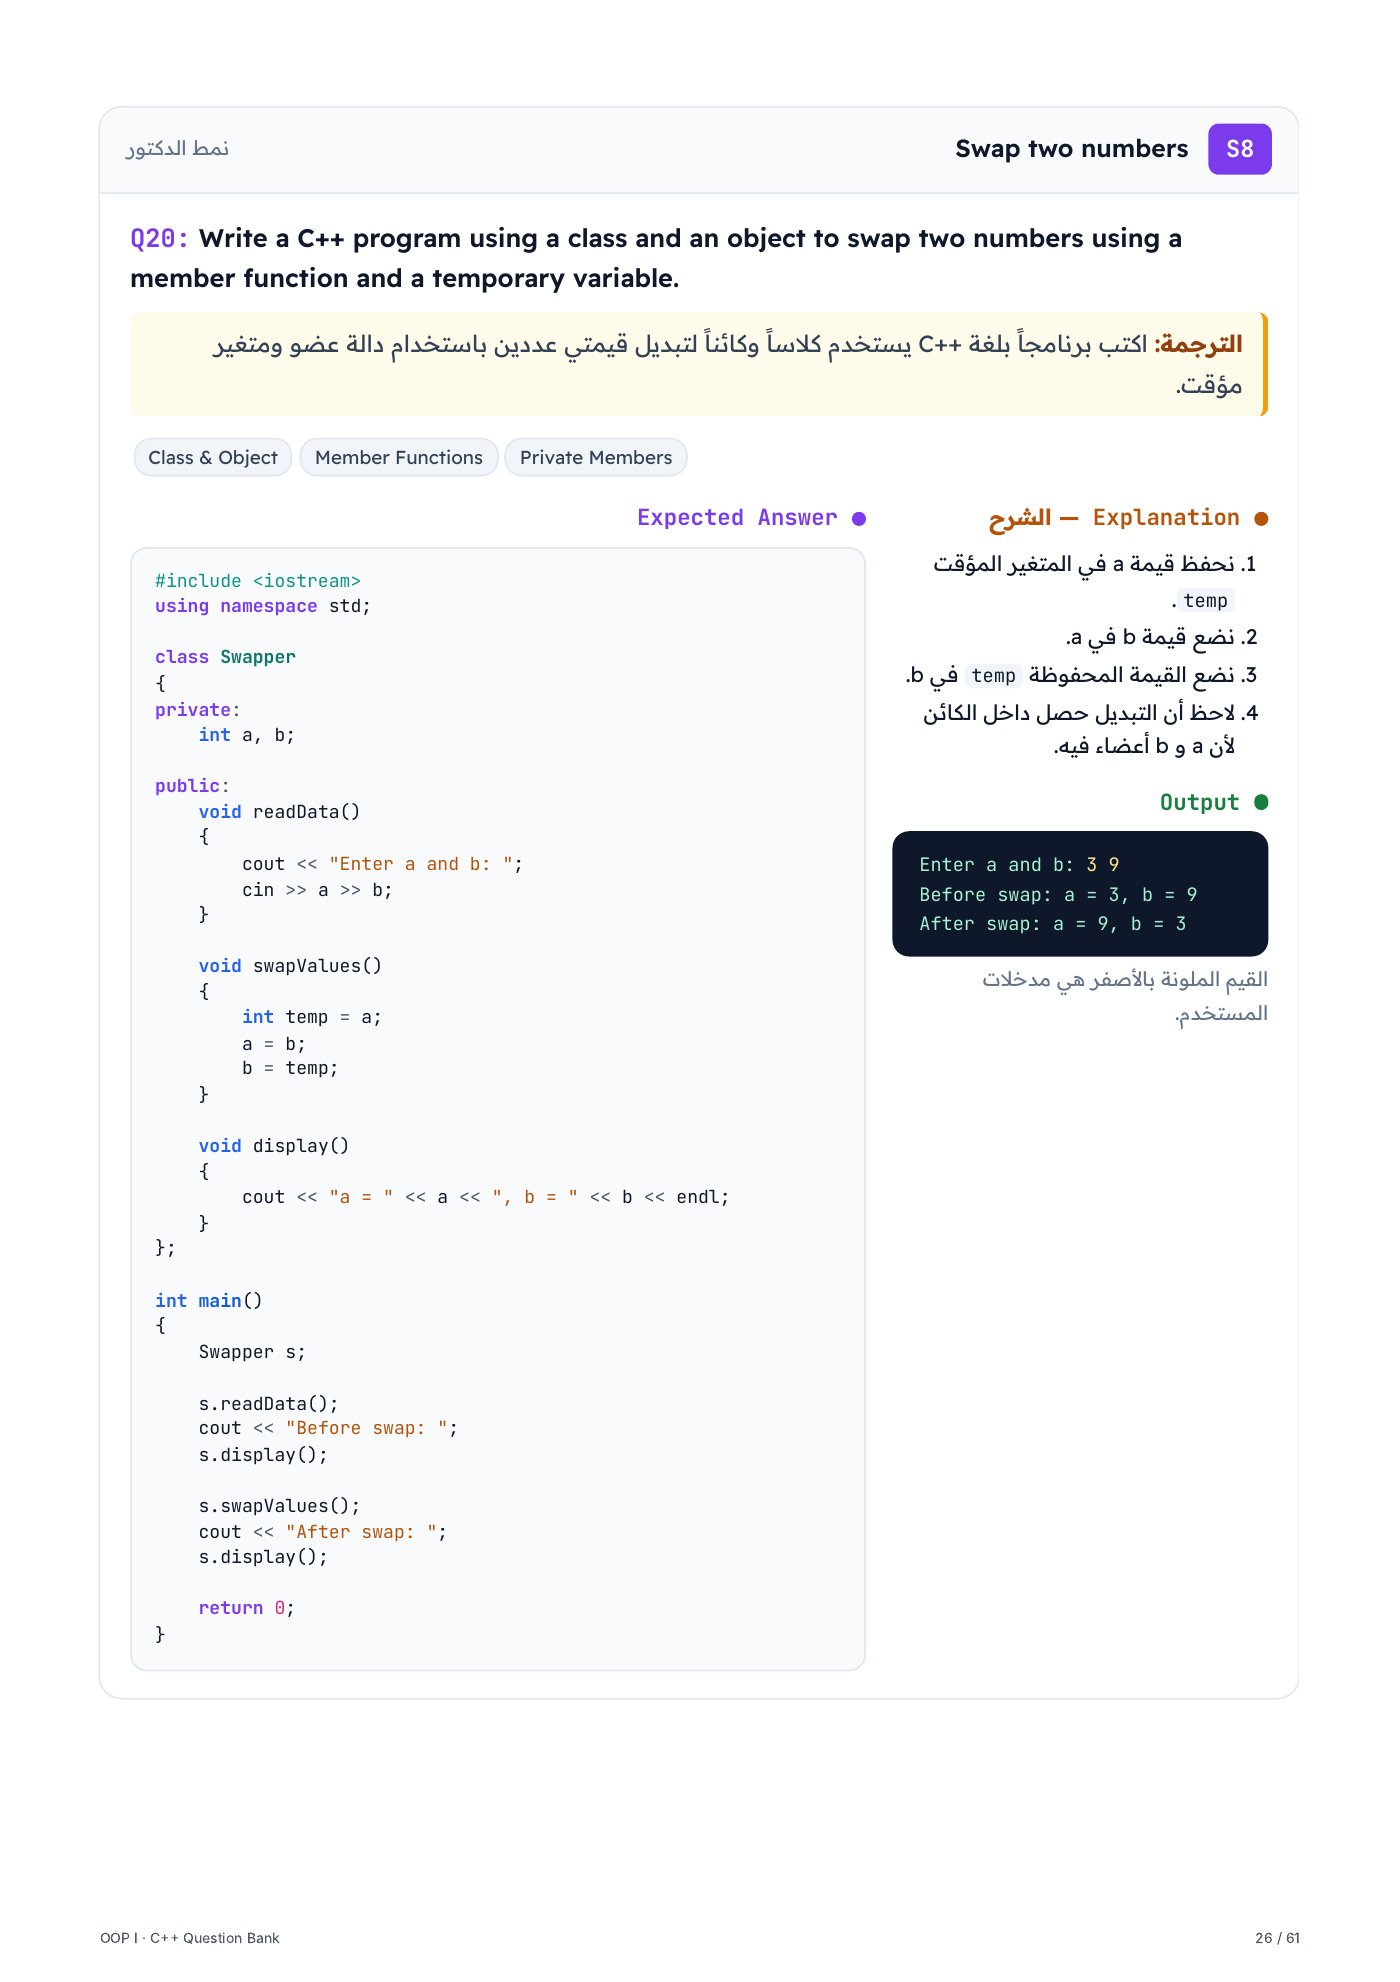 S8 Swap two numbers
نمط الدكتور
Q20: Write a C++ program using a class and an object to swap two numbers using a
member function and a temporary variable.
الترجمة: اكتب برنامجاً بلغة C++ يستخدم كلاساً وكائناً لتبديل قيمتي عددين باستخدام دالة عضو ومتغير
مؤقت.
Class & Object
Member Functions
Private Members
Explanation — الشرح
1. نحفظ قيمة a في المتغير المؤقت
temp.
2. نضع قيمة b في a.
3. نضع القيمة المحفوظة temp في b.
4. لاحظ أن التبديل حصل داخل الكائن
لأن a و b أعضاء فيه.
Output
Enter a and b: 3 9
Before swap: a = 3, b = 9
After swap: a = 9, b = 3
القيم الملونة بالأصفر هي مدخلات
المستخدم.
Expected Answer
#include <iostream>
using namespace std;

class Swapper
{
private:
    int a, b;

public:
    void readData()
    {
        cout << "Enter a and b: ";
        cin >> a >> b;
    }

    void swapValues()
    {
        int temp = a;
        a = b;
        b = temp;
    }

    void display()
    {
        cout << "a = " << a << ", b = " << b << endl;
    }
};

int main()
{
    Swapper s;

    s.readData();
    cout << "Before swap: ";
    s.display();

    s.swapValues();
    cout << "After swap: ";
    s.display();

    return 0;
}
OOP I · C++ Question Bank
26 / 61